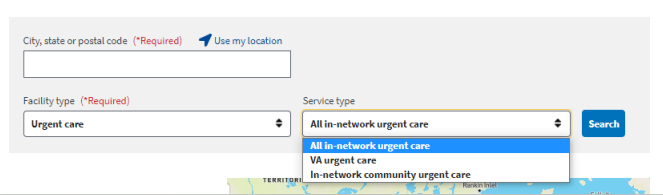 City, state or postal code (*Required) Use my location
Facility type (*Required)
Service type
Urgent care
All in-network urgent care
Search
All in-network urgent care
VA urgent care
In-network community urgent care
TERRITORI
Rankin Inlet